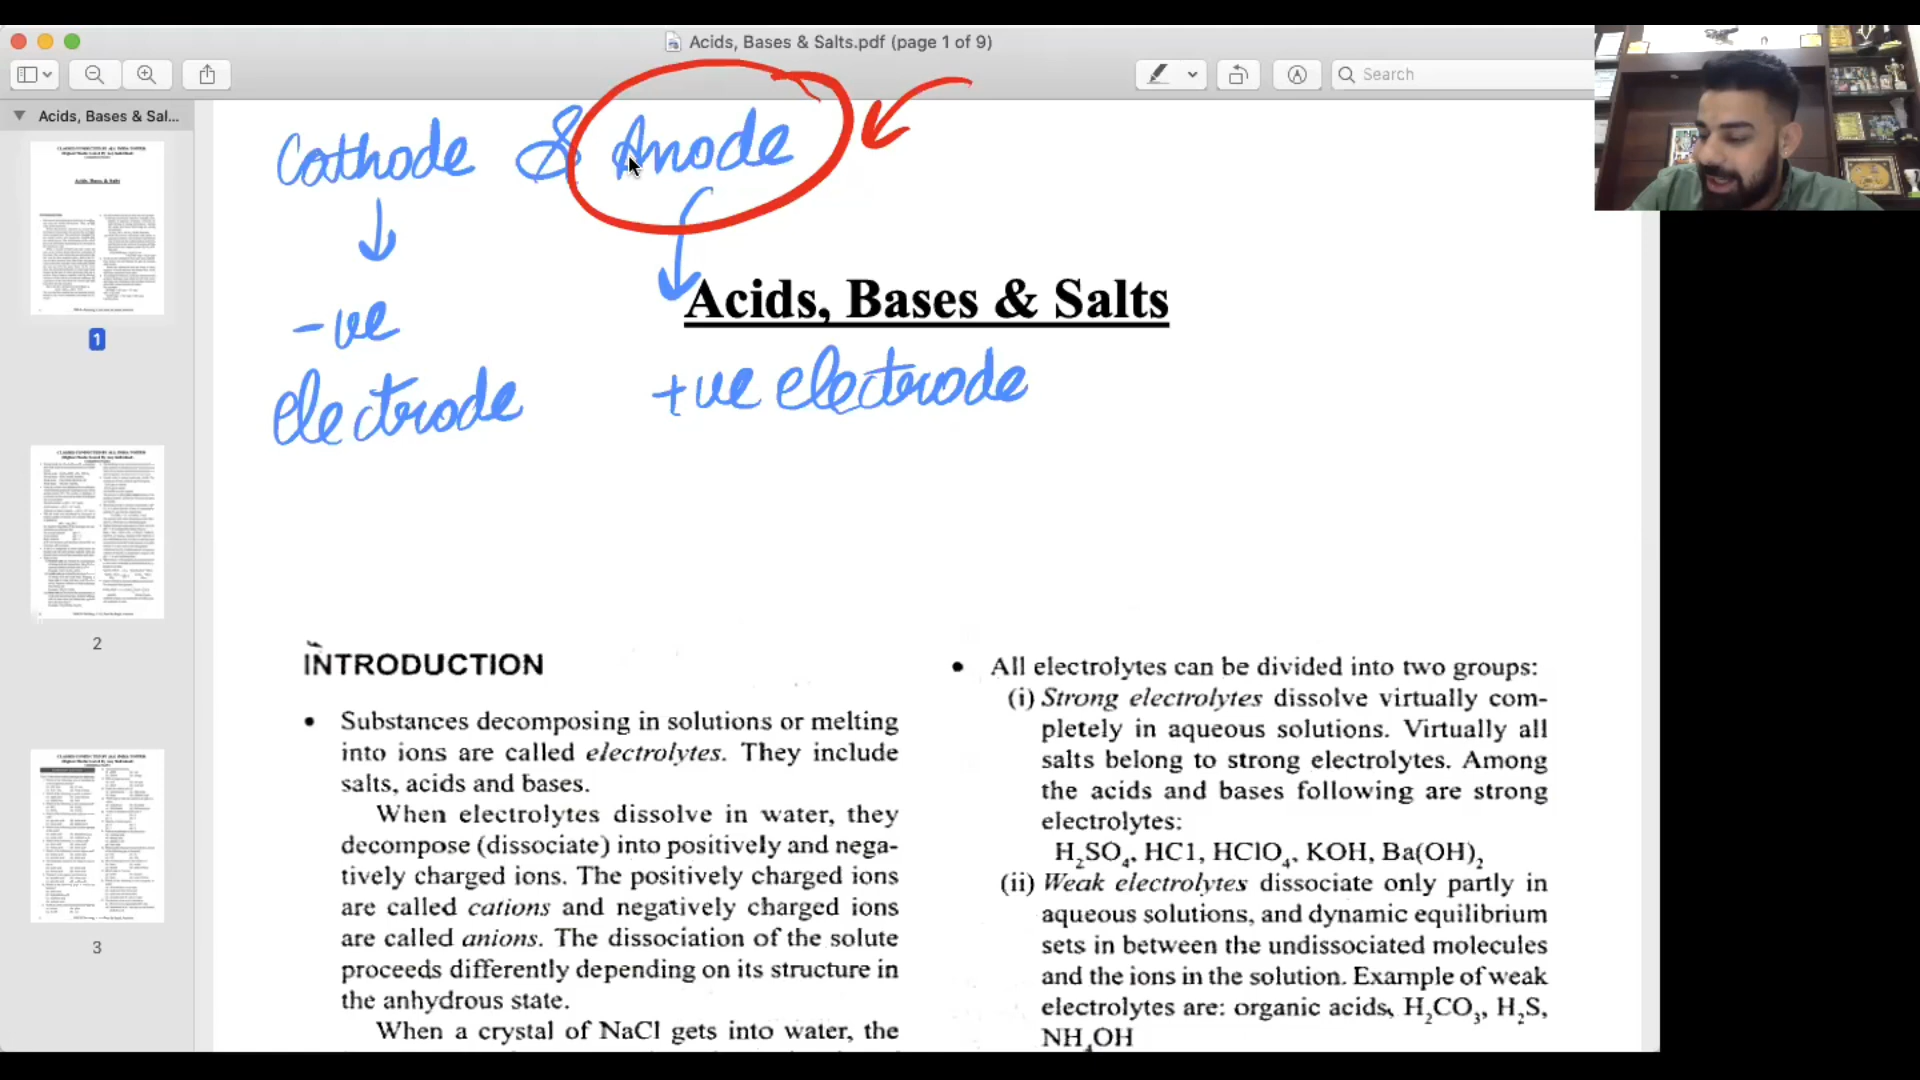 Acids, Bases & Salts.pdf (page 1 of 9)
Search
Acids, Bases & Sal...
1
2
3
Cathode & Anode
-ve
electrode
+ve electrode
Acids, Bases & Salts
INTRODUCTION
• Substances decomposing in solutions or melting
into ions are called electrolytes. They include
salts, acids and bases.
When electrolytes dissolve in water, they
decompose (dissociate) into positively and nega-
tively charged ions. The positively charged ions
are called cations and negatively charged ions
are called anions. The dissociation of the solute
proceeds differently depending on its structure in
the anhydrous state.
When a crystal of NaCl gets into water, the
• All electrolytes can be divided into two groups:
(i) Strong electrolytes dissolve virtually com-
pletely in aqueous solutions. Virtually all
salts belong to strong electrolytes. Among
the acids and bases following are strong
electrolytes:
H₂SO₄, HC1, HClO₄, KOH, Ba(OH)₂
(ii) Weak electrolytes dissociate only partly in
aqueous solutions, and dynamic equilibrium
sets in between the undissociated molecules
and the ions in the solution. Example of weak
electrolytes are: organic acids, H₂CO₃, H₂S,
NH₄OH